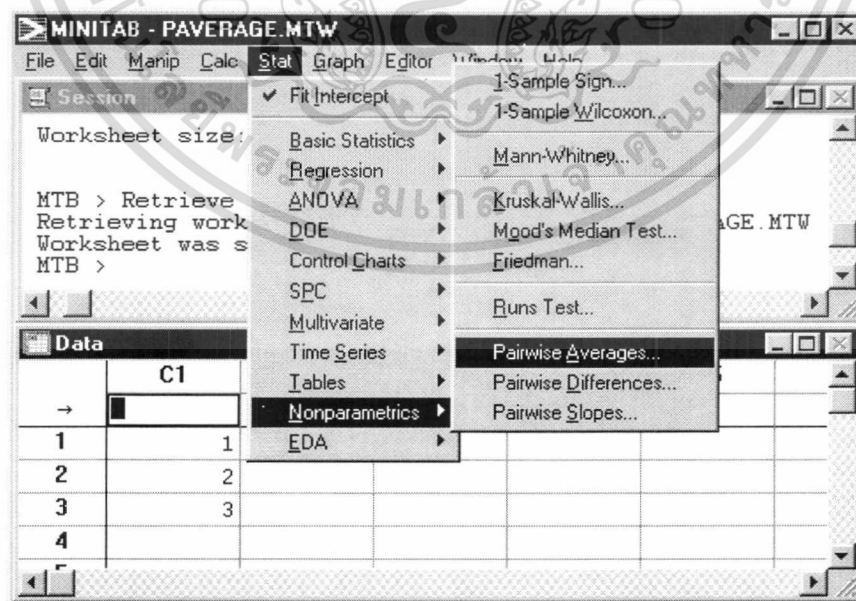 MINITAB - PAVERAGE.MTW
File Edit Manip Calc Stat Graph Editor Window Help
Session
Worksheet size:
MTB > Retrieve
Retrieving work
AGE.MTW
Worksheet was s
MTB >
✓ Fit Intercept
Basic Statistics
Regression
ANOVA
DOE
Control Charts
SPC
Multivariate
Time Series
Tables
Nonparametrics
EDA
1-Sample Sign...
1-Sample Wilcoxon...
Mann-Whitney...
Kruskal-Wallis...
Mood's Median Test...
Friedman...
Runs Test...
Pairwise Averages...
Pairwise Differences...
Pairwise Slopes...
Data
C1
→
1 1
2 2
3 3
4